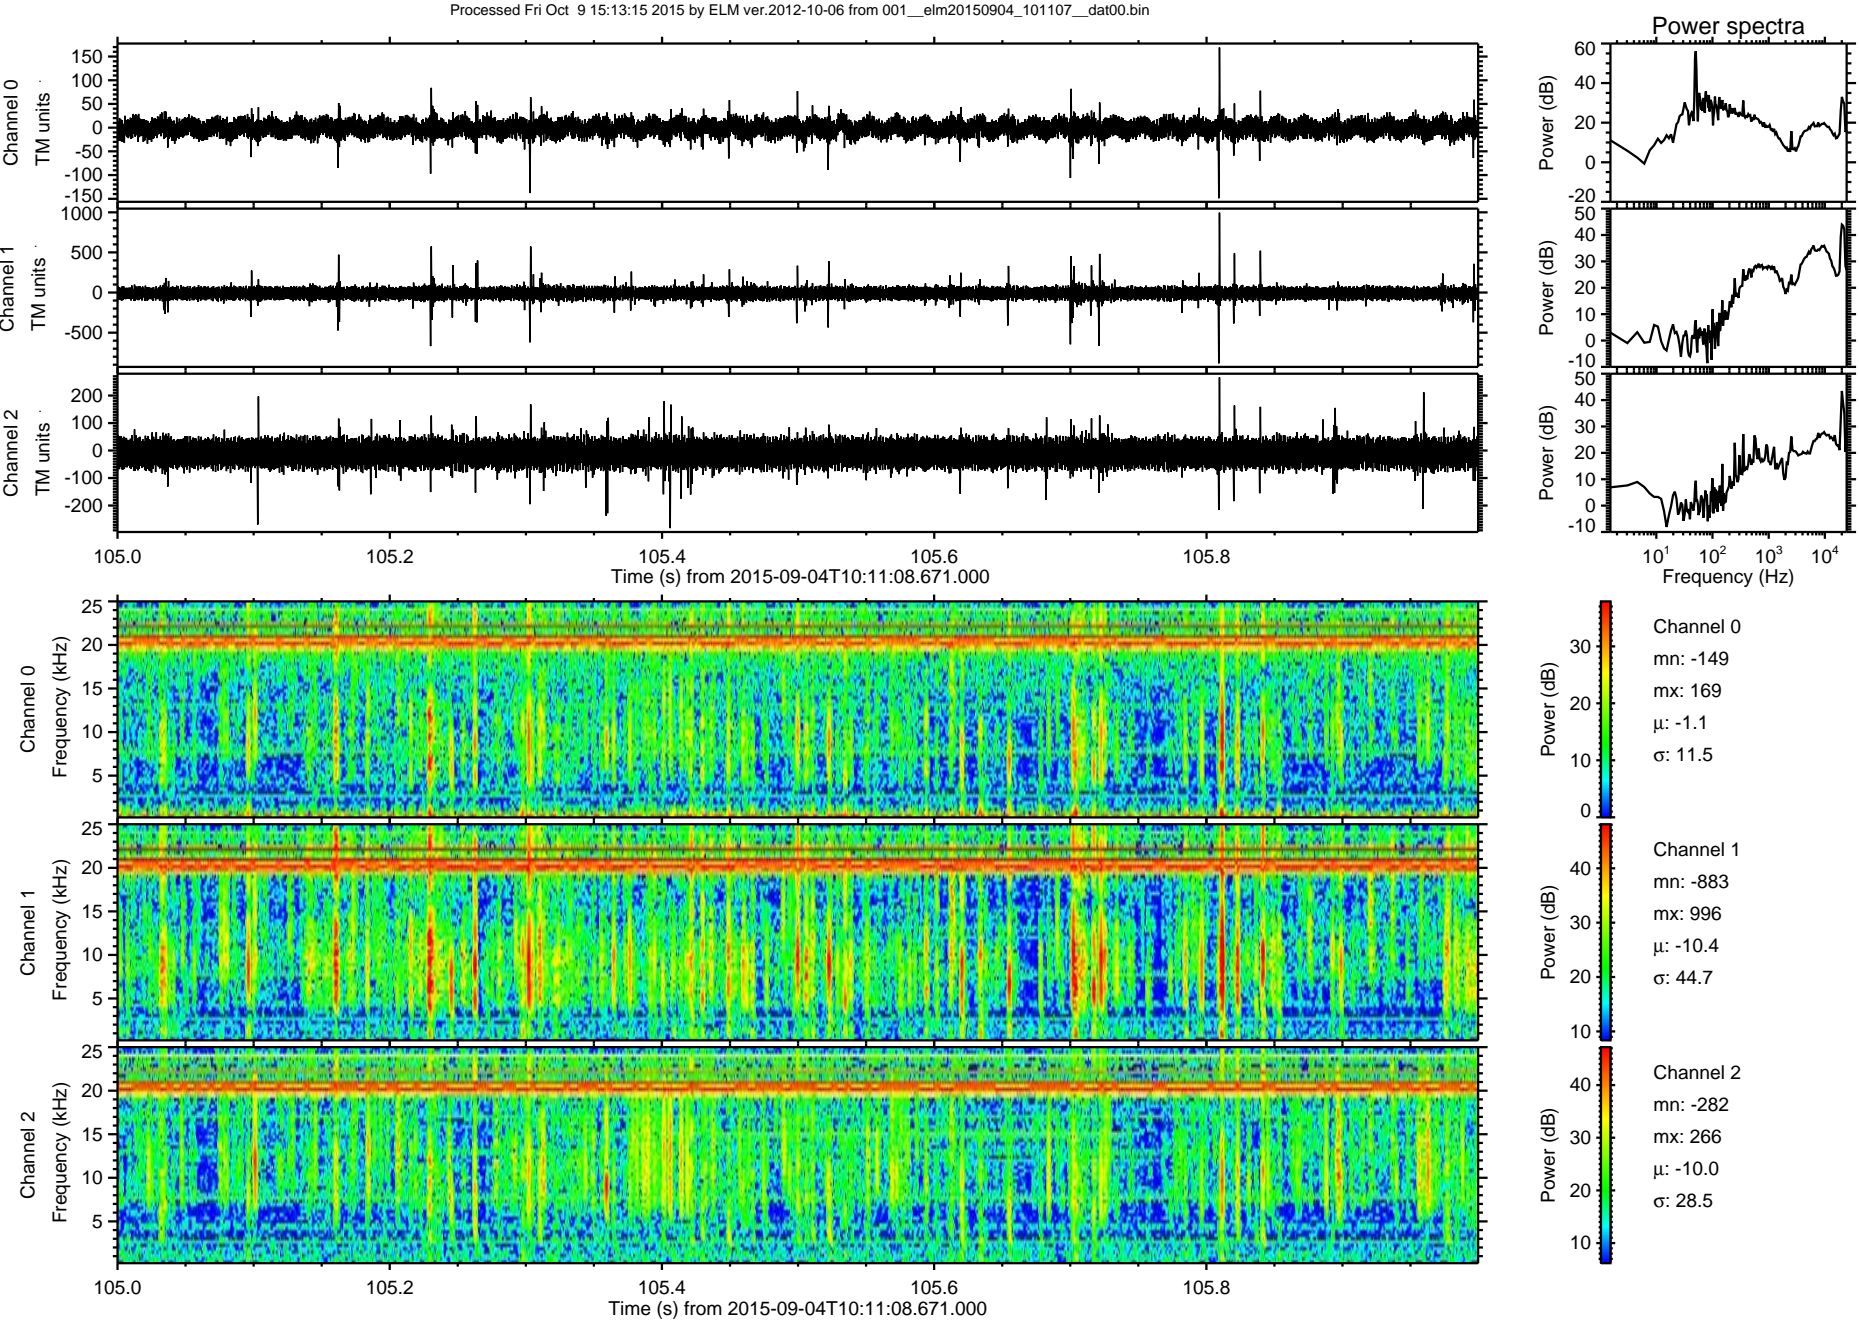 Processed Fri Oct  9 15:13:15 2015 by ELM ver.2012-10-06 from 001__elm20150904_101107__dat00.bin
Power spectra
Channel 0
TM units
150
100
50
0
-50
-100
-150
Power (dB)
60
40
20
0
-20
Channel 1
TM units
1000
500
0
-500
Power (dB)
50
40
30
20
10
0
-10
Channel 2
TM units
200
100
0
-100
-200
Power (dB)
50
40
30
20
10
0
-10
105.0 105.2 105.4 105.6 105.8
Time (s) from 2015-09-04T10:11:08.671.000
10¹ 10² 10³ 10⁴
Frequency (Hz)
Channel 0
Frequency (kHz)
25
20
15
10
5
Power (dB)
30
20
10
0
Channel 0
mn: -149
mx: 169
μ: -1.1
σ: 11.5
Channel 1
Frequency (kHz)
25
20
15
10
5
Power (dB)
40
30
20
10
Channel 1
mn: -883
mx: 996
μ: -10.4
σ: 44.7
Channel 2
Frequency (kHz)
25
20
15
10
5
Power (dB)
40
30
20
10
Channel 2
mn: -282
mx: 266
μ: -10.0
σ: 28.5
105.0 105.2 105.4 105.6 105.8
Time (s) from 2015-09-04T10:11:08.671.000